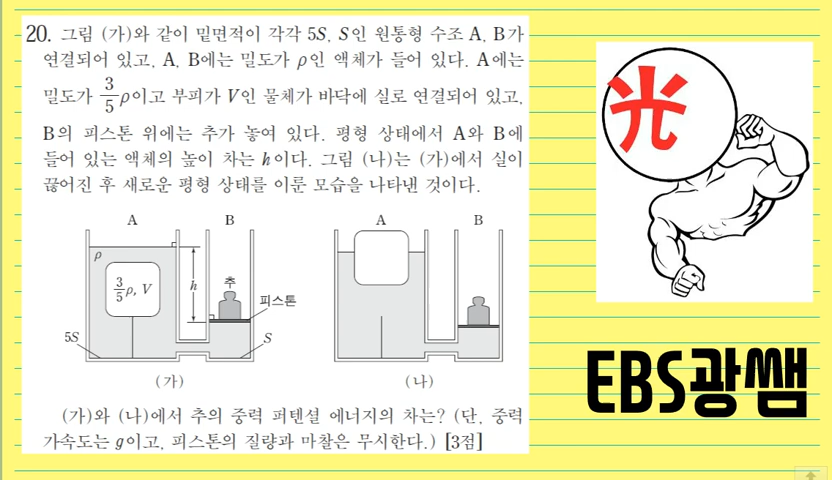 20. 그림 (가)와 같이 밑면적이 각각 5S, S인 원통형 수조 A, B가
연결되어 있고, A, B에는 밀도가 ρ인 액체가 들어 있다. A에는
밀도가 3/5ρ이고 부피가 V인 물체가 바닥에 실로 연결되어 있고,
B의 피스톤 위에는 추가 놓여 있다. 평형 상태에서 A와 B에
들어 있는 액체의 높이 차는 h이다. 그림 (나)는 (가)에서 실이
끊어진 후 새로운 평형 상태를 이룬 모습을 나타낸 것이다.
A B A B
ρ
3/5ρ, V
h
추
피스톤
5S S
(가) (나)
(가)와 (나)에서 추의 중력 퍼텐셜 에너지의 차는? (단, 중력
가속도는 g이고, 피스톤의 질량과 마찰은 무시한다.) [3점]
光
EBS광쌤